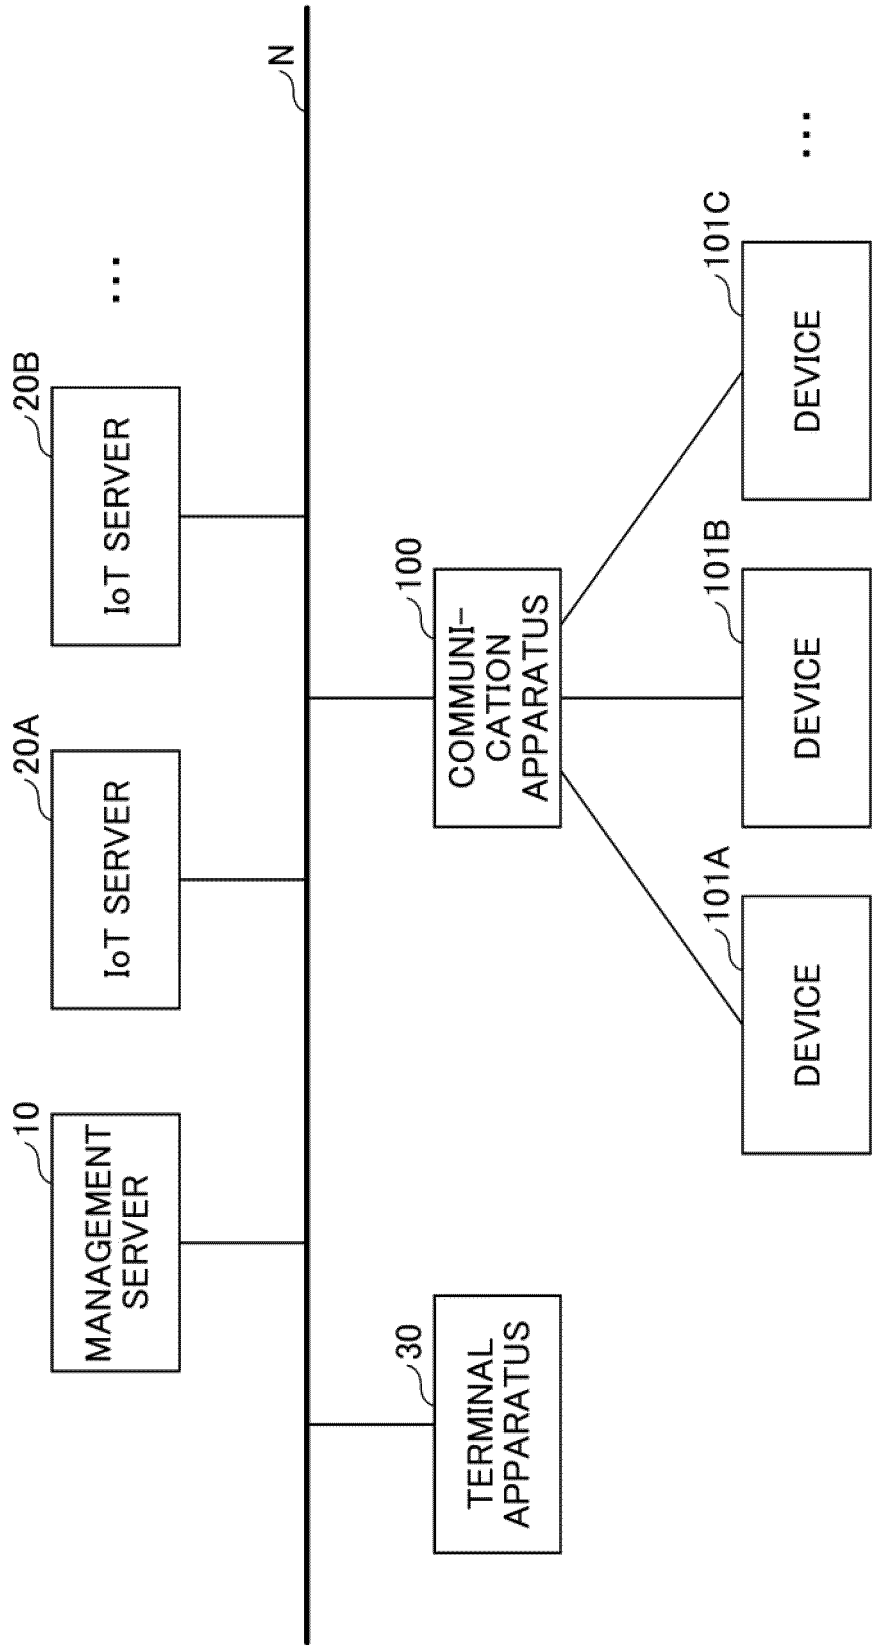 10
MANAGEMENT
SERVER
20A
IoT SERVER
20B
IoT SERVER
...
N
30
TERMINAL
APPARATUS
100
COMMUNI-
CATION
APPARATUS
101A
DEVICE
101B
DEVICE
101C
DEVICE
...